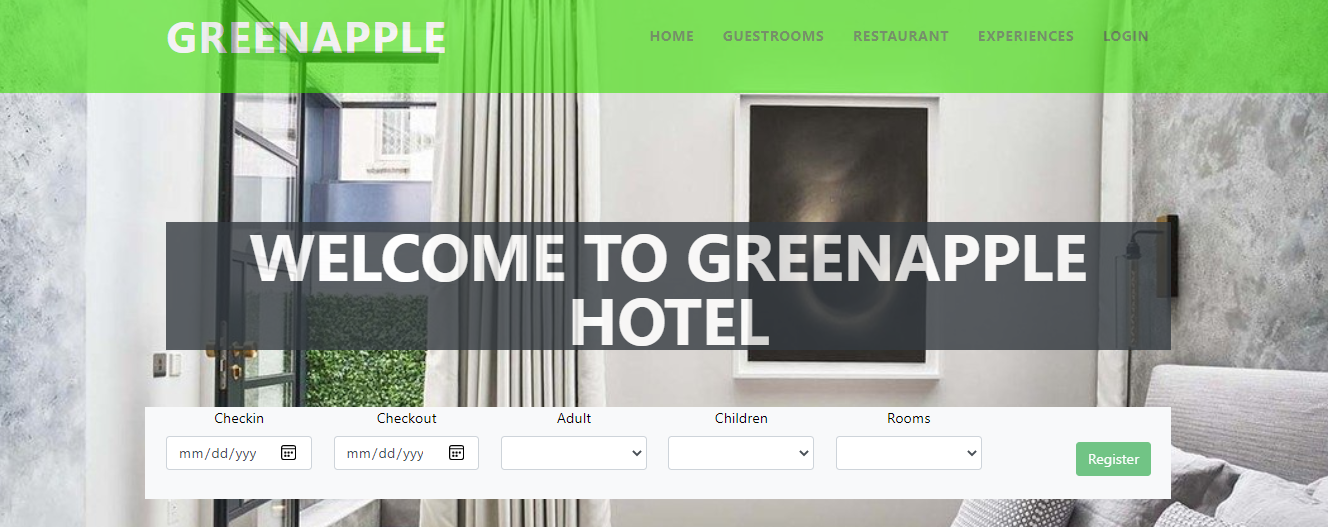 GREENAPPLE
HOME GUESTROOMS RESTAURANT EXPERIENCES LOGIN
WELCOME TO GREENAPPLE
HOTEL
Checkin Checkout Adult Children Rooms
mm/dd/yyy mm/dd/yyy
Register